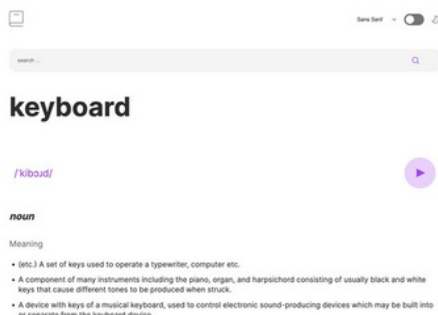 Sans Serif
search ...
keyboard
/ˈkibɔːd/
noun
Meaning
• (etc.) A set of keys used to operate a typewriter, computer etc.
• A component of many instruments including the piano, organ, and harpsichord consisting of usually black and white
keys that cause different tones to be produced when struck.
• A device with keys of a musical keyboard, used to control electronic sound-producing devices which may be built into
or separate from the keyboard device.